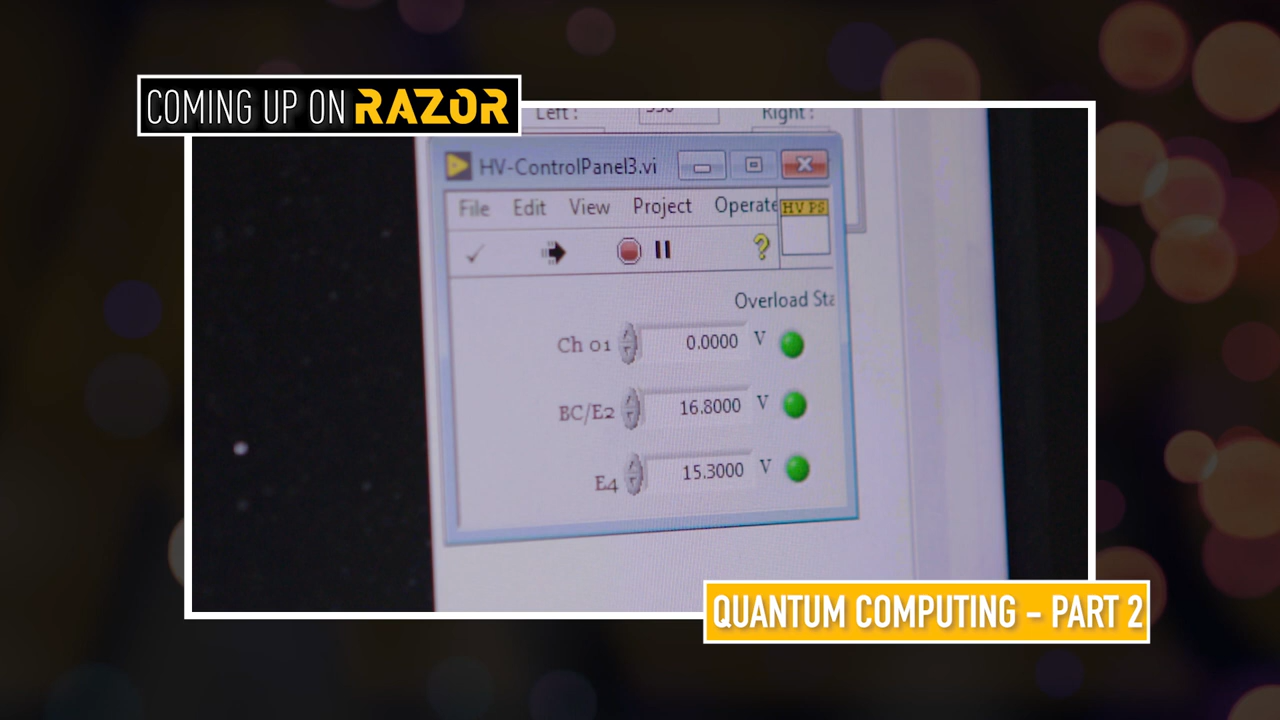 COMING UP ON RAZOR
Left :
Right :
HV-ControlPanel3.vi
File Edit View Project Operate
HV PS
Overload Sta
Ch 01 0.0000 V
BC/E2 16.8000 V
E4 15.3000 V
QUANTUM COMPUTING - PART 2